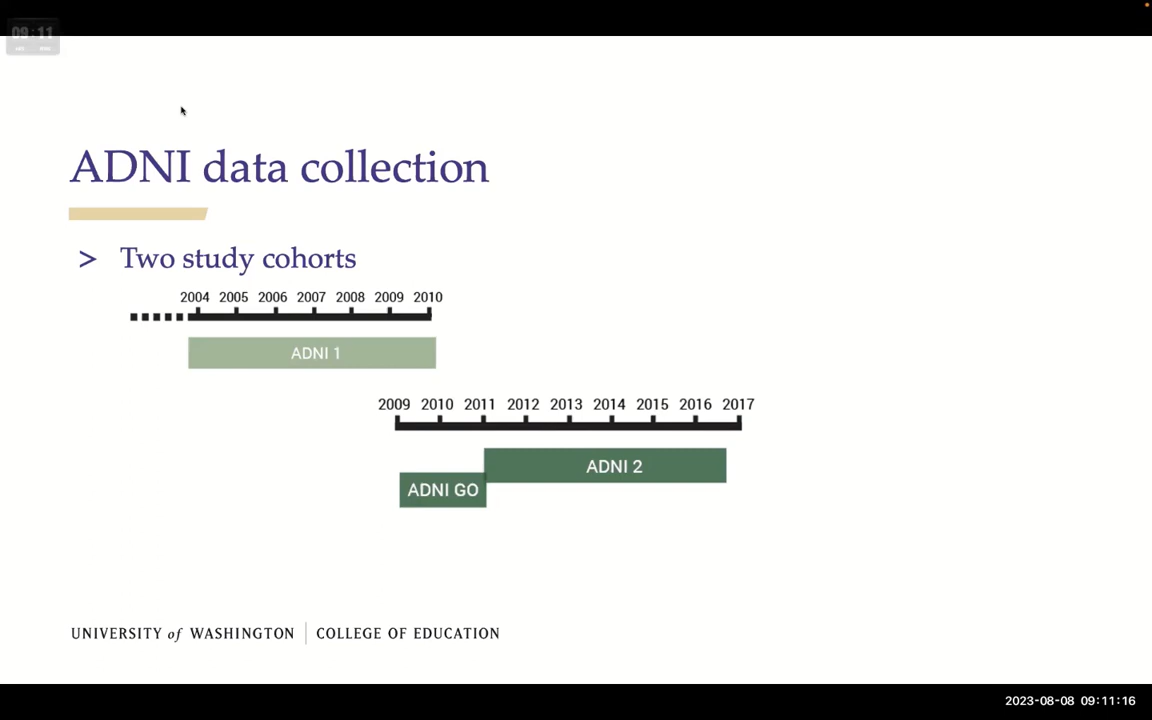 09:11
ADNI data collection
> Two study cohorts
2004 2005 2006 2007 2008 2009 2010
ADNI 1
2009 2010 2011 2012 2013 2014 2015 2016 2017
ADNI 2
ADNI GO
UNIVERSITY of WASHINGTON | COLLEGE OF EDUCATION
2023-08-08 09:11:16